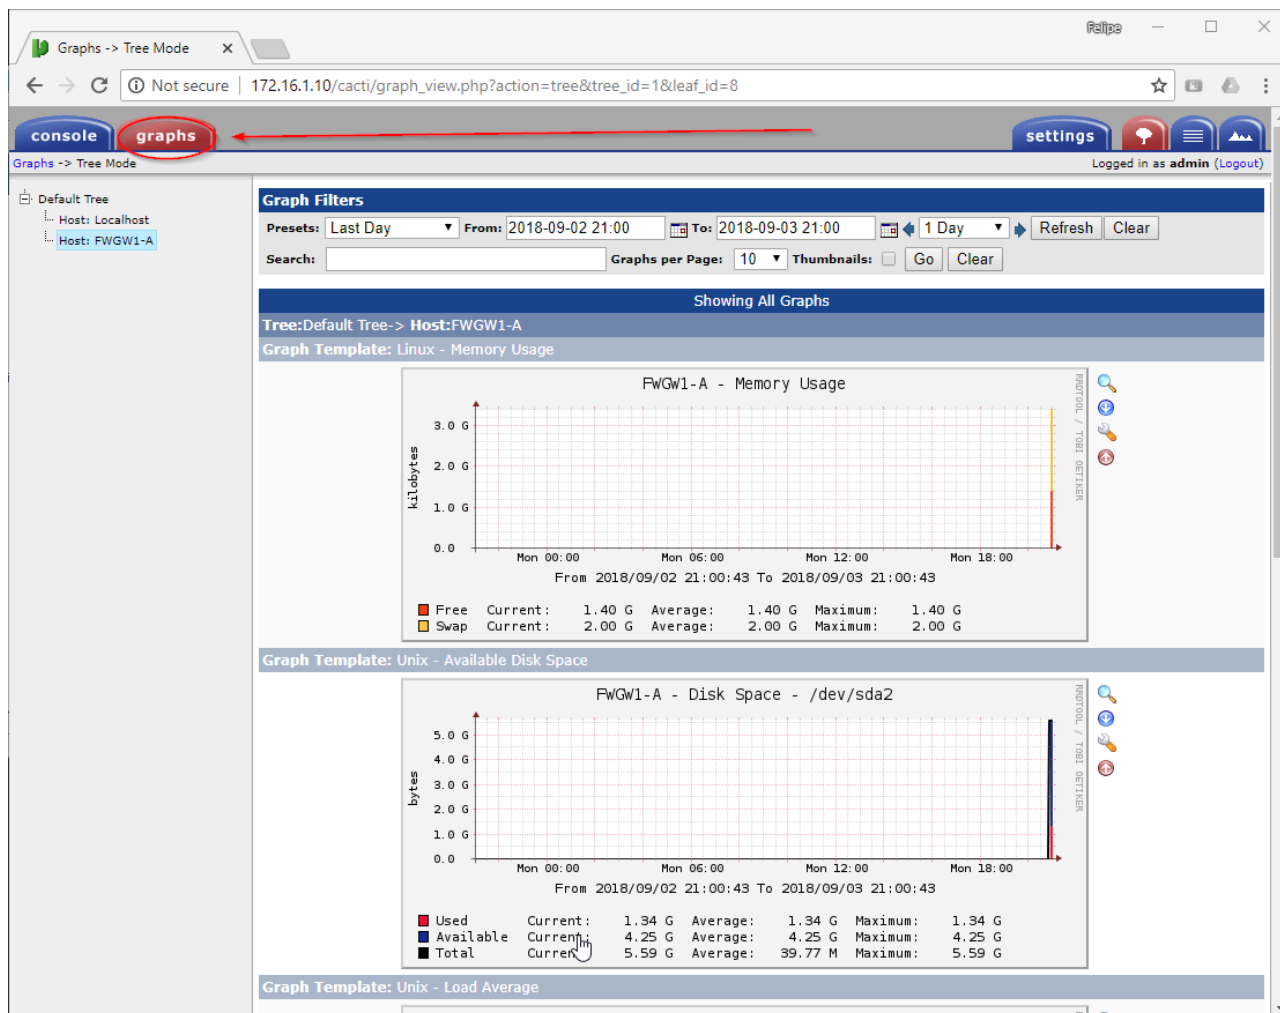 Felipe
Graphs -> Tree Mode
Not secure | 172.16.1.10/cacti/graph_view.php?action=tree&tree_id=1&leaf_id=8
console graphs settings
Graphs -> Tree Mode Logged in as admin (Logout)
Default Tree
Host: Localhost
Host: FWGW1-A
Graph Filters
Presets: Last Day From: 2018-09-02 21:00 To: 2018-09-03 21:00 1 Day Refresh Clear
Search: Graphs per Page: 10 Thumbnails: Go Clear
Showing All Graphs
Tree:Default Tree-> Host:FWGW1-A
Graph Template: Linux - Memory Usage
FWGW1-A - Memory Usage
RRDTOOL / TOBI OETIKER
kilobytes
3.0 G
2.0 G
1.0 G
0.0
Mon 00:00 Mon 06:00 Mon 12:00 Mon 18:00
From 2018/09/02 21:00:43 To 2018/09/03 21:00:43
Free Current: 1.40 G Average: 1.40 G Maximum: 1.40 G
Swap Current: 2.00 G Average: 2.00 G Maximum: 2.00 G
Graph Template: Unix - Available Disk Space
FWGW1-A - Disk Space - /dev/sda2
RRDTOOL / TOBI OETIKER
bytes
5.0 G
4.0 G
3.0 G
2.0 G
1.0 G
0.0
Mon 00:00 Mon 06:00 Mon 12:00 Mon 18:00
From 2018/09/02 21:00:43 To 2018/09/03 21:00:43
Used Current: 1.34 G Average: 1.34 G Maximum: 1.34 G
Available Current: 4.25 G Average: 4.25 G Maximum: 4.25 G
Total Current 5.59 G Average: 39.77 M Maximum: 5.59 G
Graph Template: Unix - Load Average